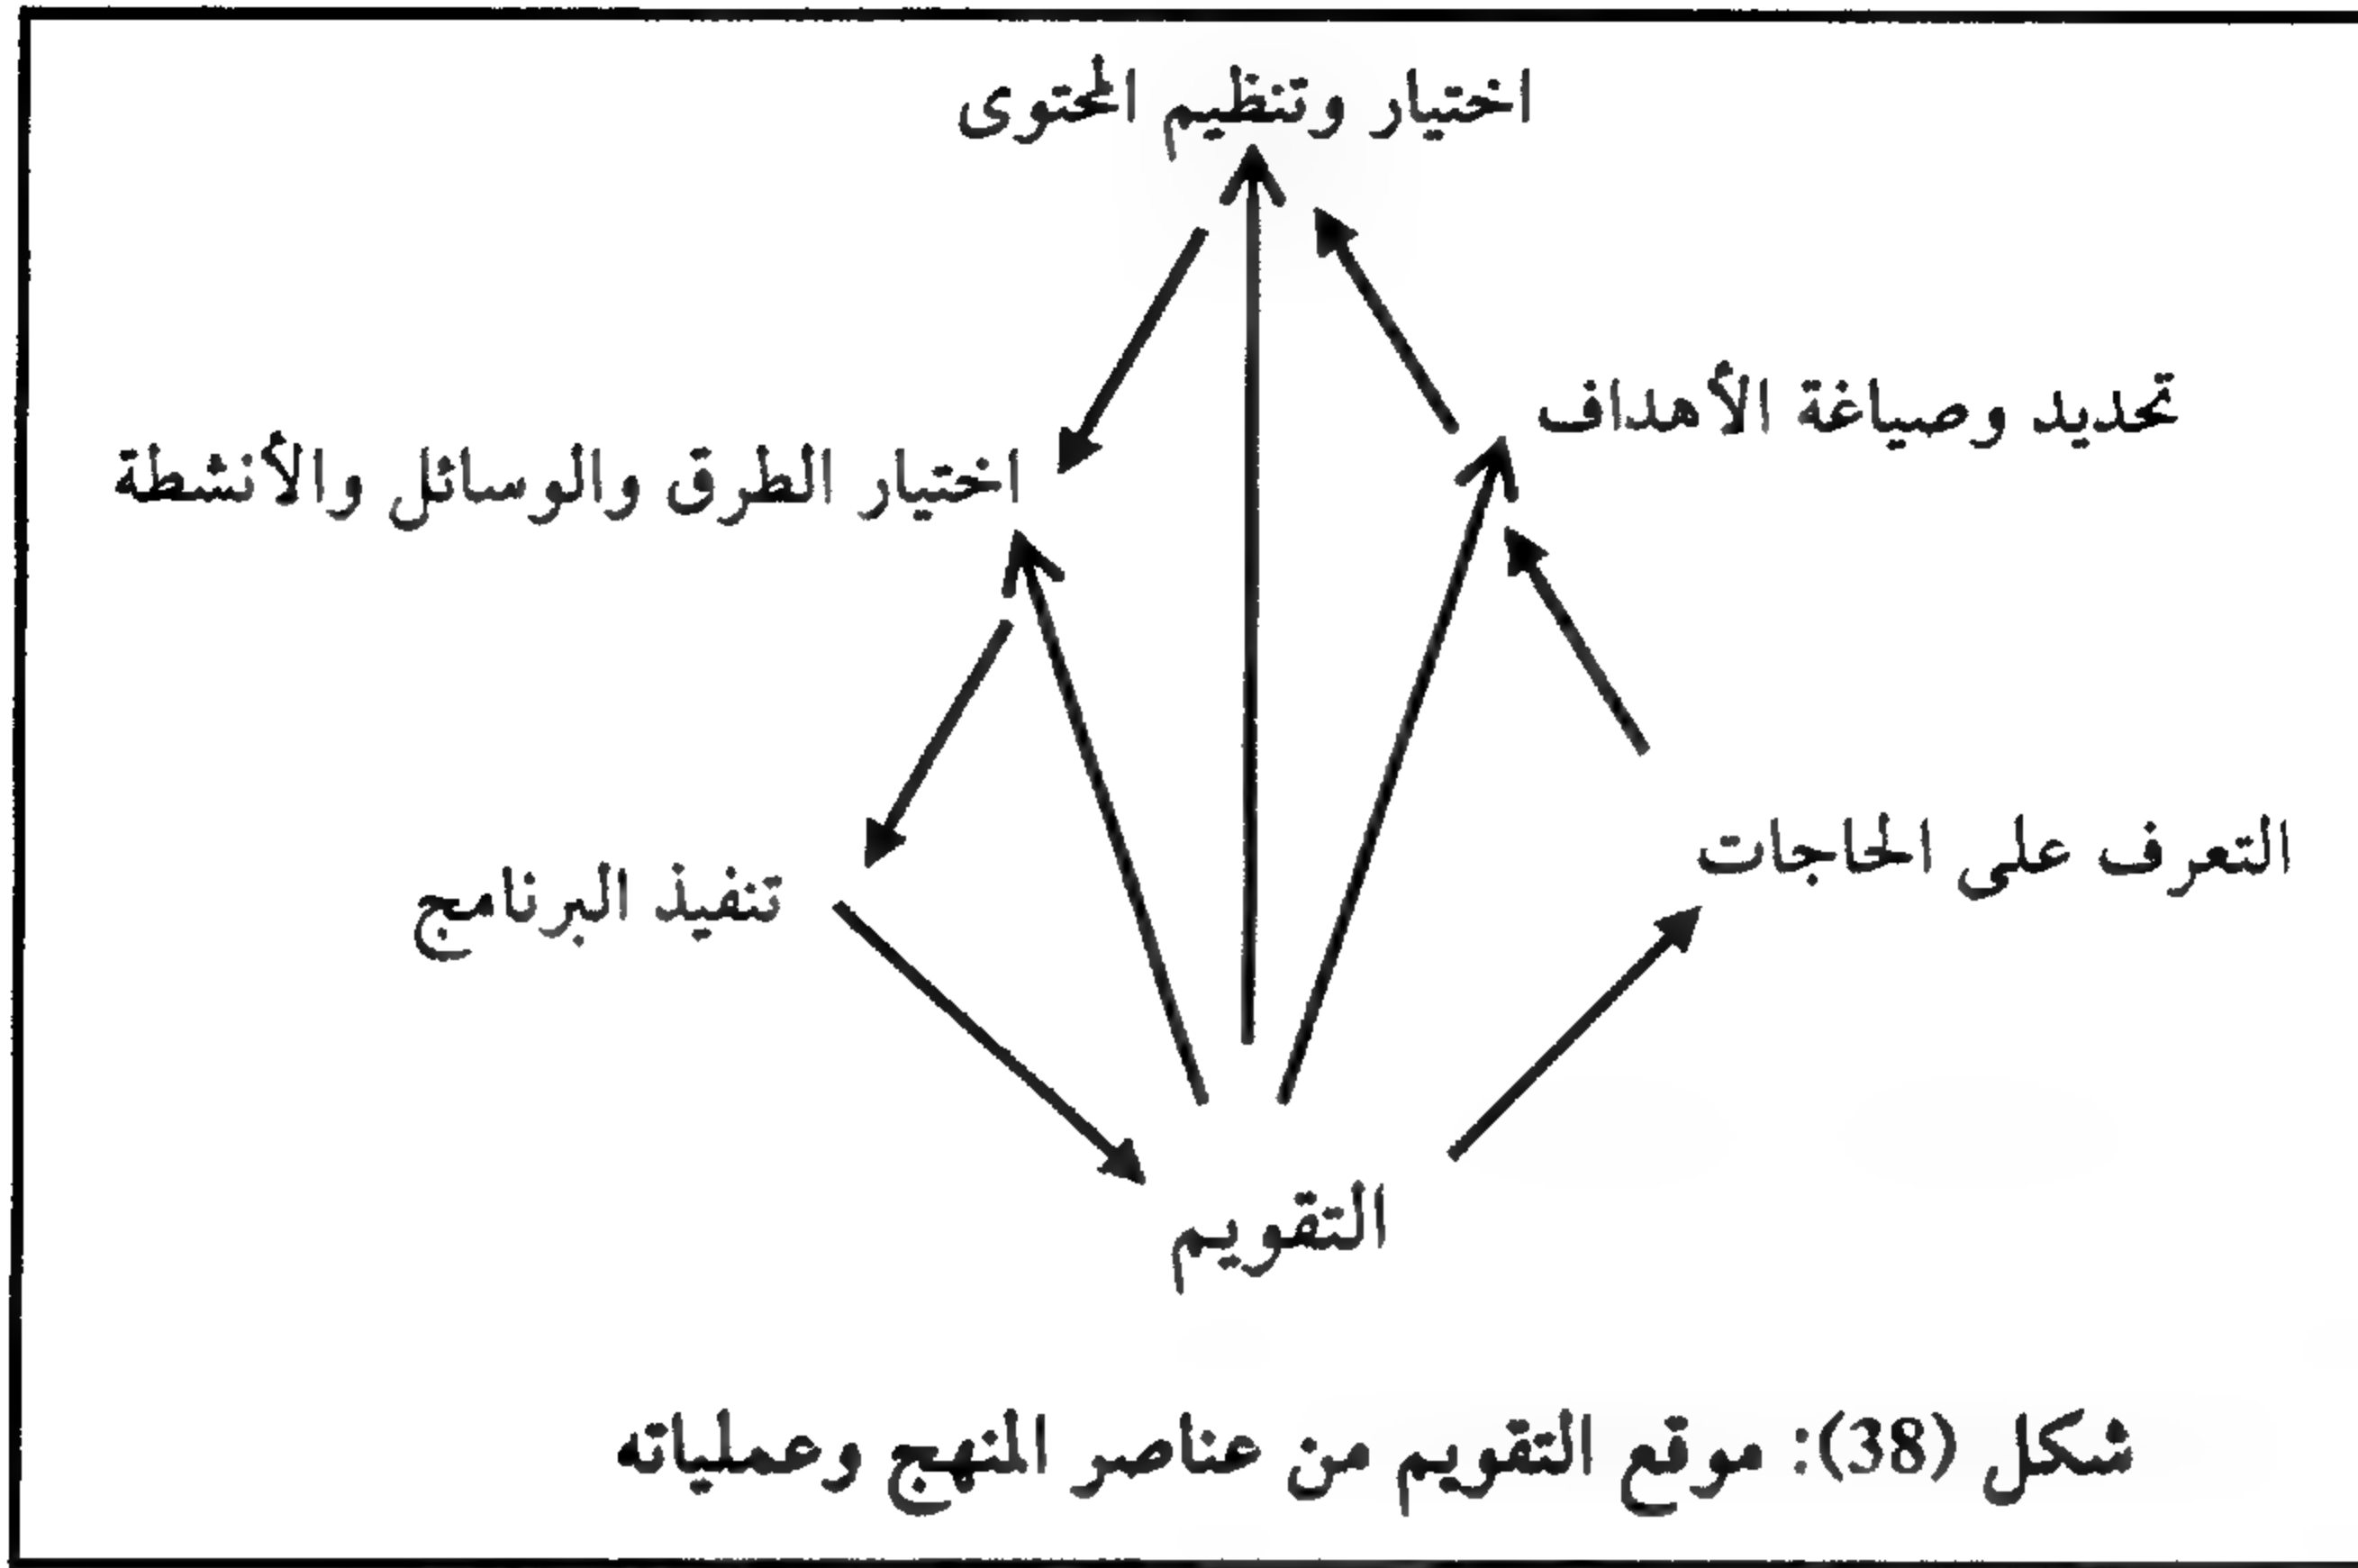 اختيار وتنظيم المحتوى
تحديد وصياغة الأهداف
اختيار الطرق والوسائل والأنشطة
التعرف على الحاجات
تنفيذ البرنامج
التقويم
شكل (38): موقع التقويم من عناصر المنهج وعملياته